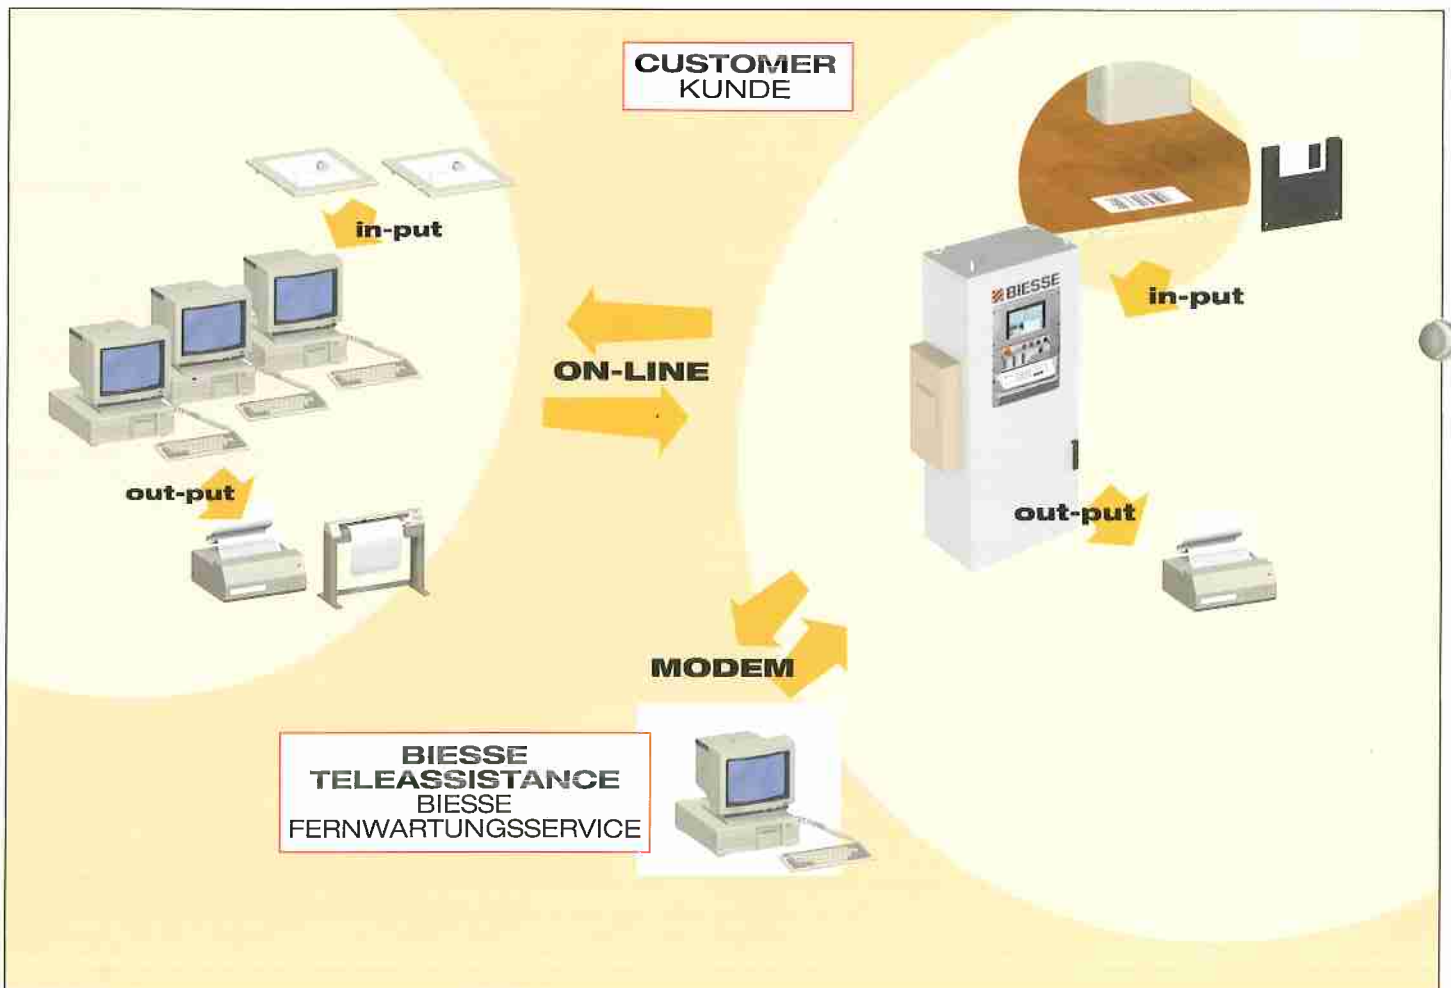 CUSTOMER
KUNDE
in-put
BIESSE
in-put
ON-LINE
out-put
out-put
MODEM
BIESSE
TELEASSISTANCE
BIESSE
FERNWARTUNGSSERVICE